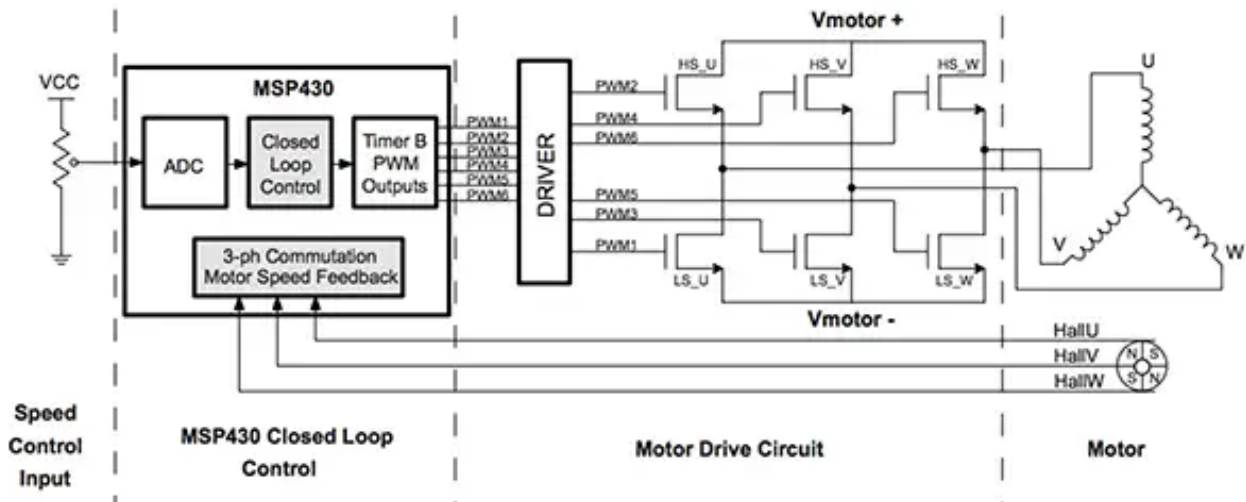 Vmotor +
VCC
MSP430
ADC
Closed
Loop
Control
Timer B
PWM
Outputs
PWM1
PWM2
PWM3
PWM4
PWM5
PWM6
3-ph Commutation
Motor Speed Feedback
DRIVER
PWM2
PWM4
PWM6
PWM5
PWM3
PWM1
HS_U
HS_V
HS_W
LS_U
LS_V
LS_W
Vmotor -
U
V
W
HallU
HallV
HallW
N S
S N
Speed
Control
Input
MSP430 Closed Loop
Control
Motor Drive Circuit
Motor